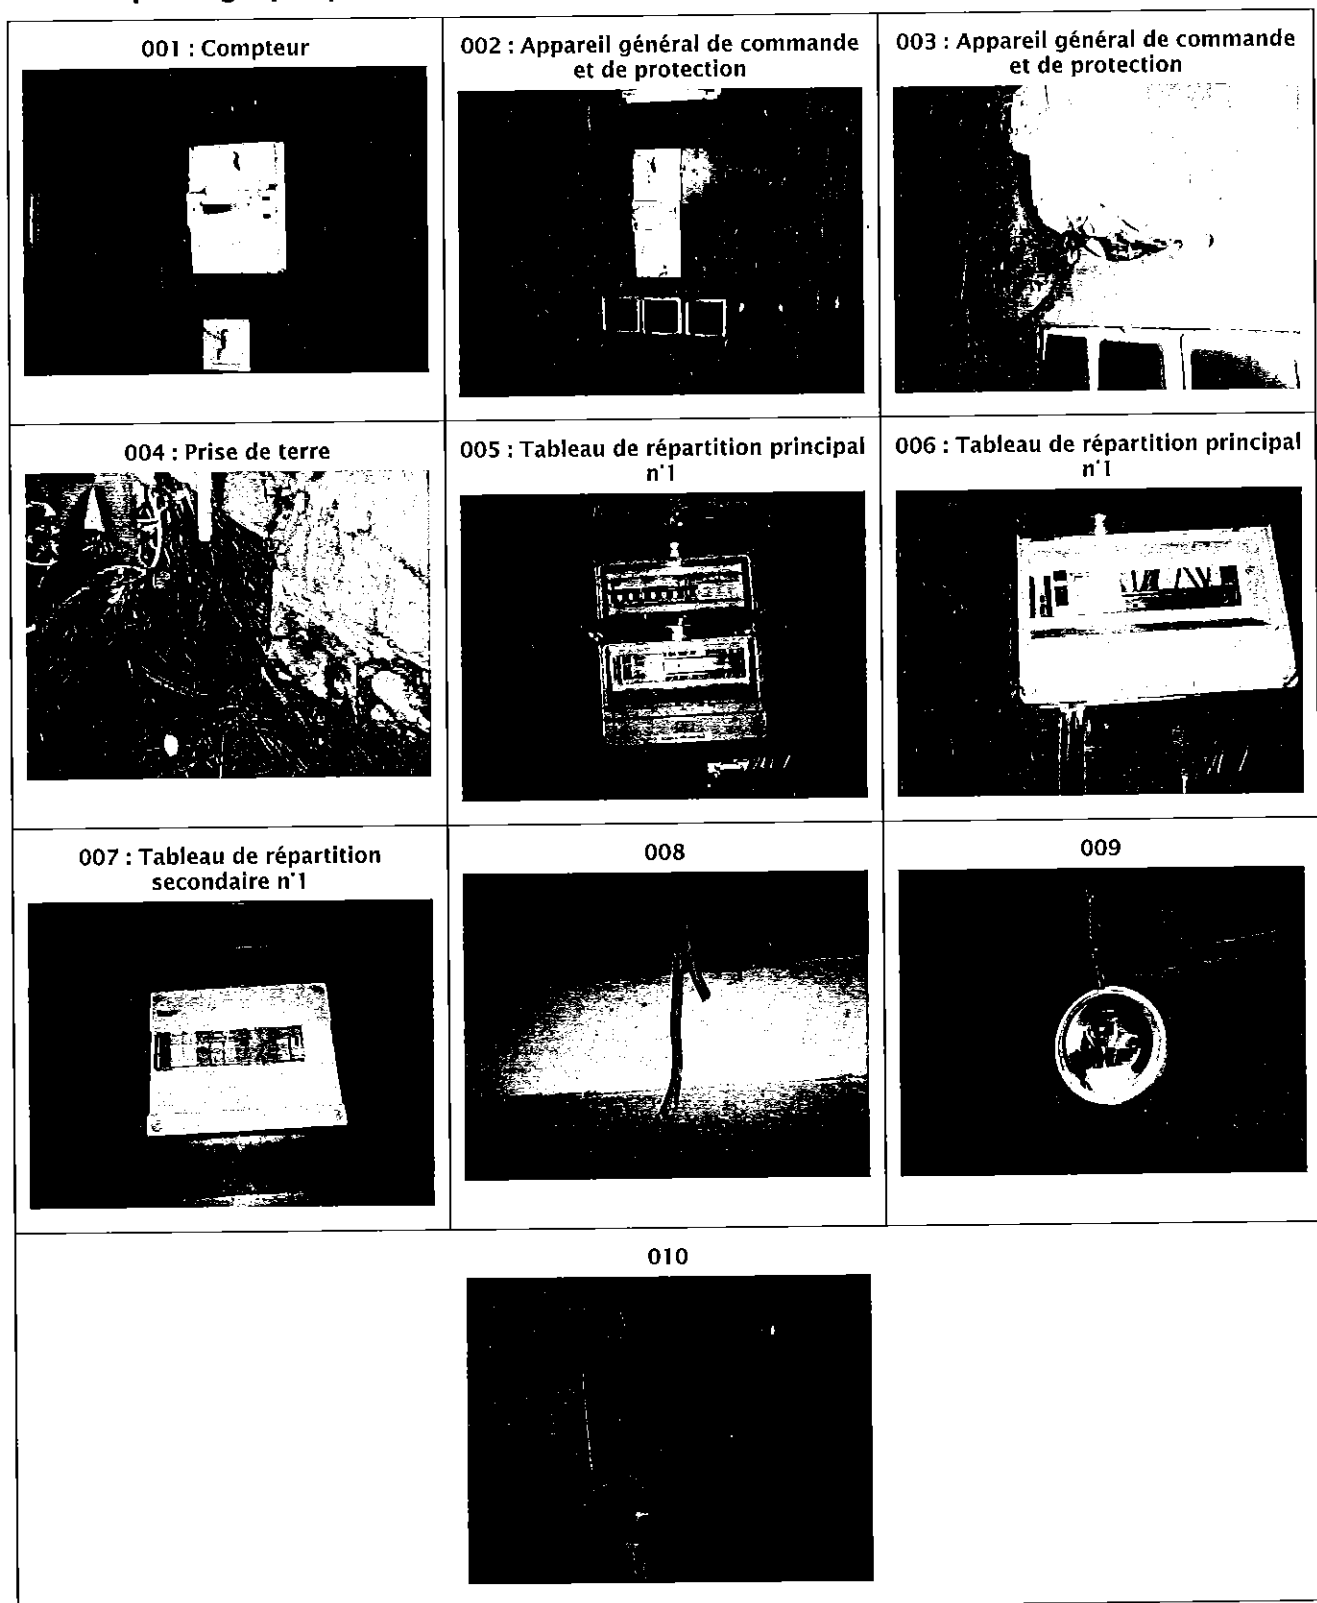 001 : Compteur
002 : Appareil général de commande
et de protection
003 : Appareil général de commande
et de protection
004 : Prise de terre
005 : Tableau de répartition principal
n°1
006 : Tableau de répartition principal
n°1
007 : Tableau de répartition
secondaire n°1
008
009
010